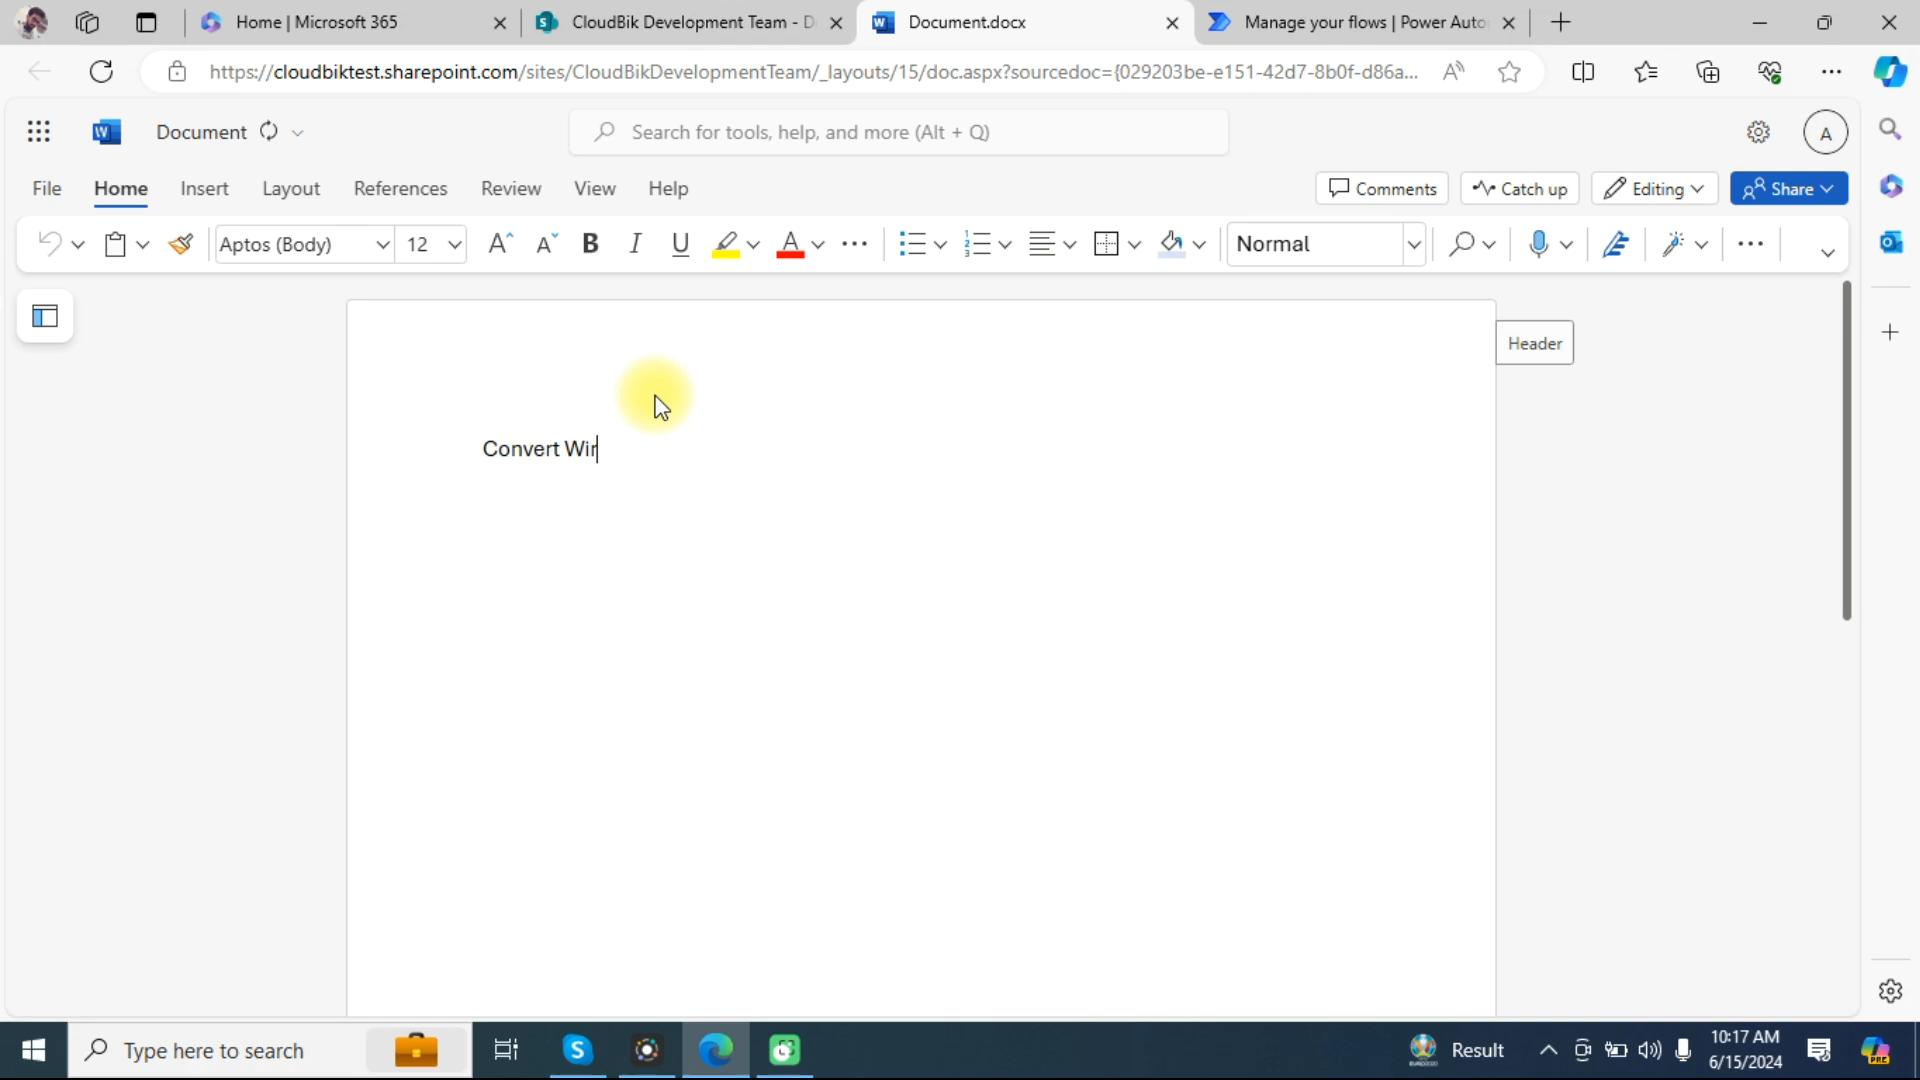 Home | Microsoft 365
CloudBik Development Team - D
Document.docx
Manage your flows | Power Auto
https://cloudbiktest.sharepoint.com/sites/CloudBikDevelopmentTeam/_layouts/15/doc.aspx?sourcedoc={029203be-e151-42d7-8b0f-d86a...
Document
Search for tools, help, and more (Alt + Q)
A
File Home Insert Layout References Review View Help
Comments Catch up Editing Share
Aptos (Body) 12 Normal
Header
Convert Wir
Type here to search
Result
10:17 AM
6/15/2024